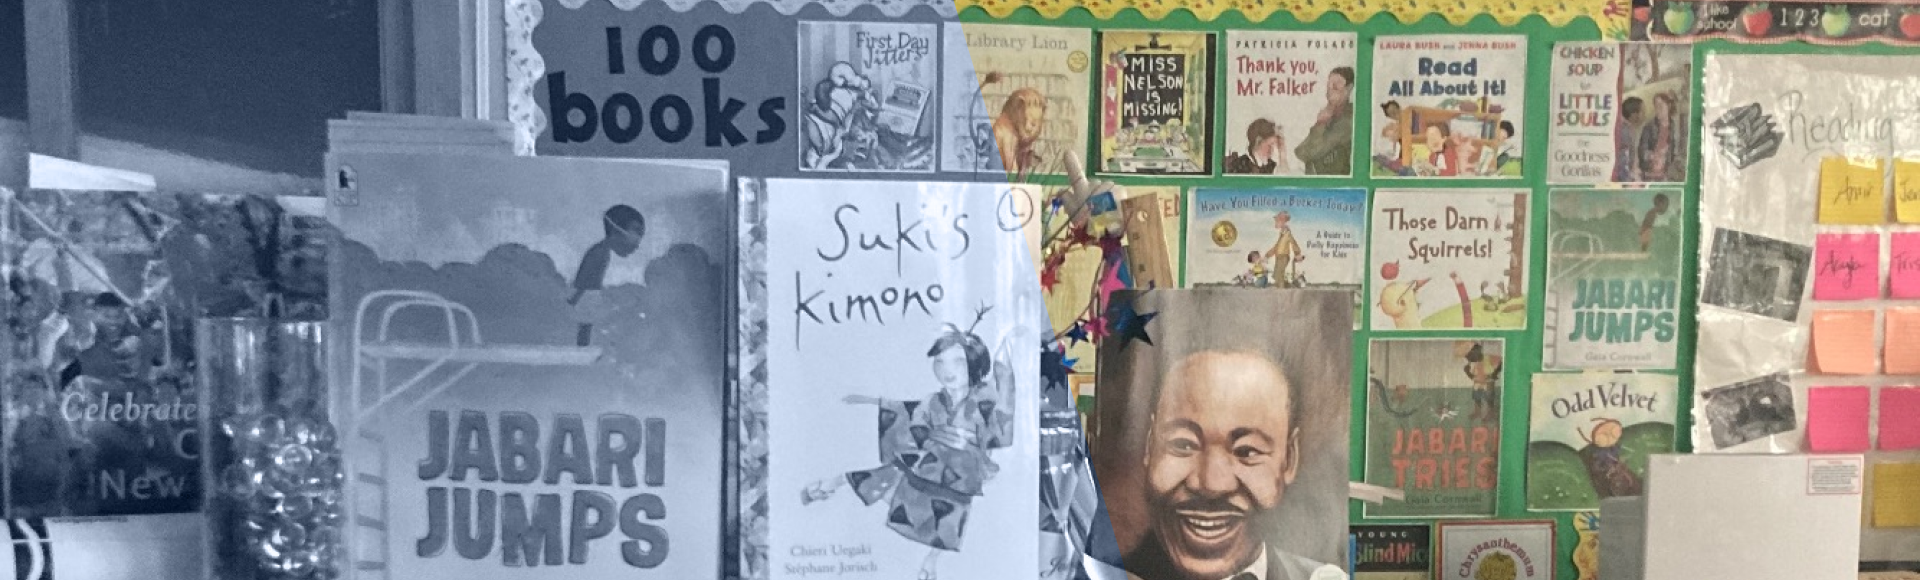 100
books
First Day
Jitters
Library Lion
MISS
NELSON
is
MISSING!
PATRICIA POLACCO
Thank you,
Mr. Falker
LAURA BUSH AND JENNA BUSH
Read
All About It!
CHICKEN
SOUP
for
LITTLE
SOULS
The
Goodness
Gorillas
I like
school
123
cat
Reading
Suki's
kimono
L
Chieri Uegaki
Stéphane Jorisch
JABARI
JUMPS
Celebrate
New
Have You Filled a Bucket Today?
A Guide to
Daily Happiness
for Kids
Those Darn
Squirrels!
JABARI
JUMPS
Gaia Cornwall
JABARI
TRIES
Gaia Cornwall
Odd Velvet
YOUNG
Chrysanthemum